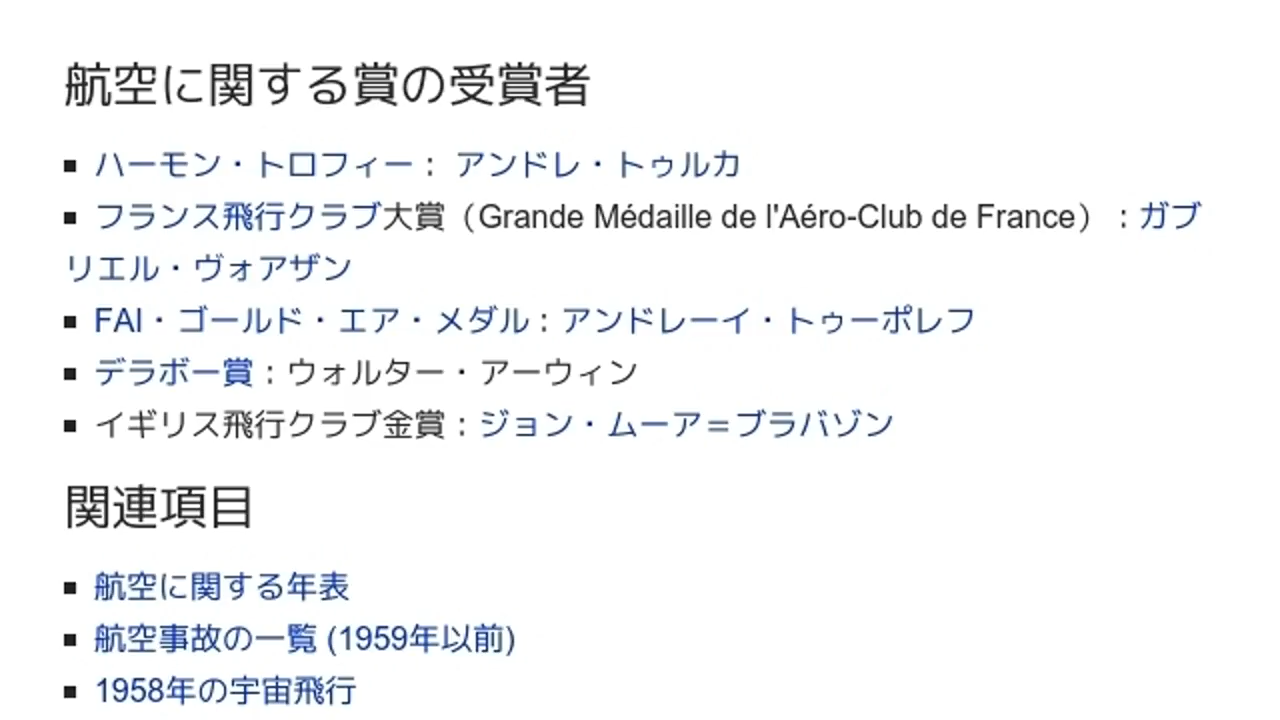 航空に関する賞の受賞者
ハーモン・トロフィー： アンドレ・トゥルカ
フランス飛行クラブ大賞（Grande Médaille de l'Aéro-Club de France）：ガブ
リエル・ヴォアザン
FAI・ゴールド・エア・メダル：アンドレーイ・トゥーポレフ
デラボー賞：ウォルター・アーウィン
イギリス飛行クラブ金賞：ジョン・ムーア＝ブラバゾン
関連項目
航空に関する年表
航空事故の一覧 (1959年以前)
1958年の宇宙飛行